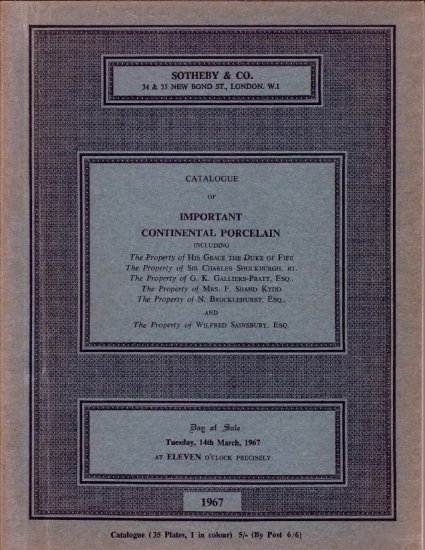 SOTHEBY & CO.
34 & 35 NEW BOND ST., LONDON. W.1
CATALOGUE
OF
IMPORTANT
CONTINENTAL PORCELAIN
INCLUDING
The Property of HIS GRACE THE DUKE OF FIFE
The Property of SIR CHARLES SHUCKBURGH, BT.
The Property of G. K. GALLIERS-PRATT, ESQ..
The Property of MRS. F. SHAND KYDD
The Property of N. BROCKLEHURST, ESQ..
AND
The Property of WILFRED SAINSBURY, ESQ.
Day of Sale
Tuesday, 14th March, 1967
AT ELEVEN O'CLOCK PRECISELY
1967
Catalogue (35 Plates, 1 in colour) 5/- (By Post 6/6)